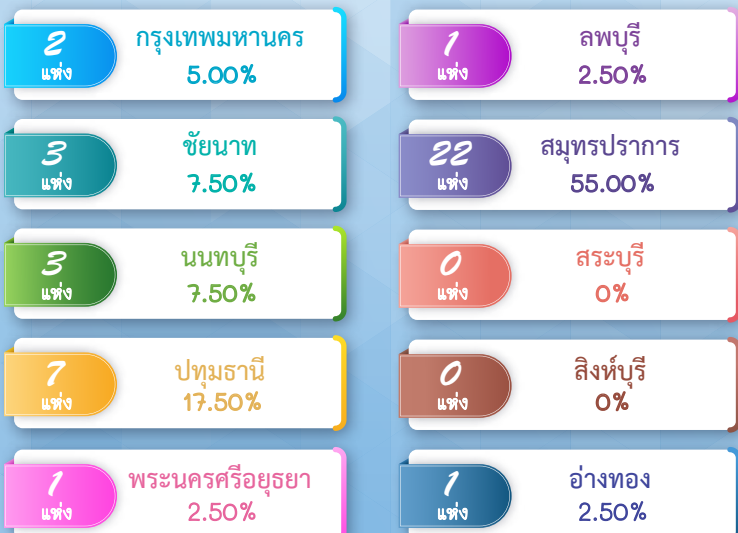 2
แห่ง
กรุงเทพมหานคร
5.00%
3
แห่ง
ชัยนาท
7.50%
3
แห่ง
นนทบุรี
7.50%
7
แห่ง
ปทุมธานี
17.50%
1
แห่ง
พระนครศรีอยุธยา
2.50%
1
แห่ง
ลพบุรี
2.50%
22
แห่ง
สมุทรปราการ
55.00%
0
แห่ง
สระบุรี
0%
0
แห่ง
สิงห์บุรี
0%
1
แห่ง
อ่างทอง
2.50%